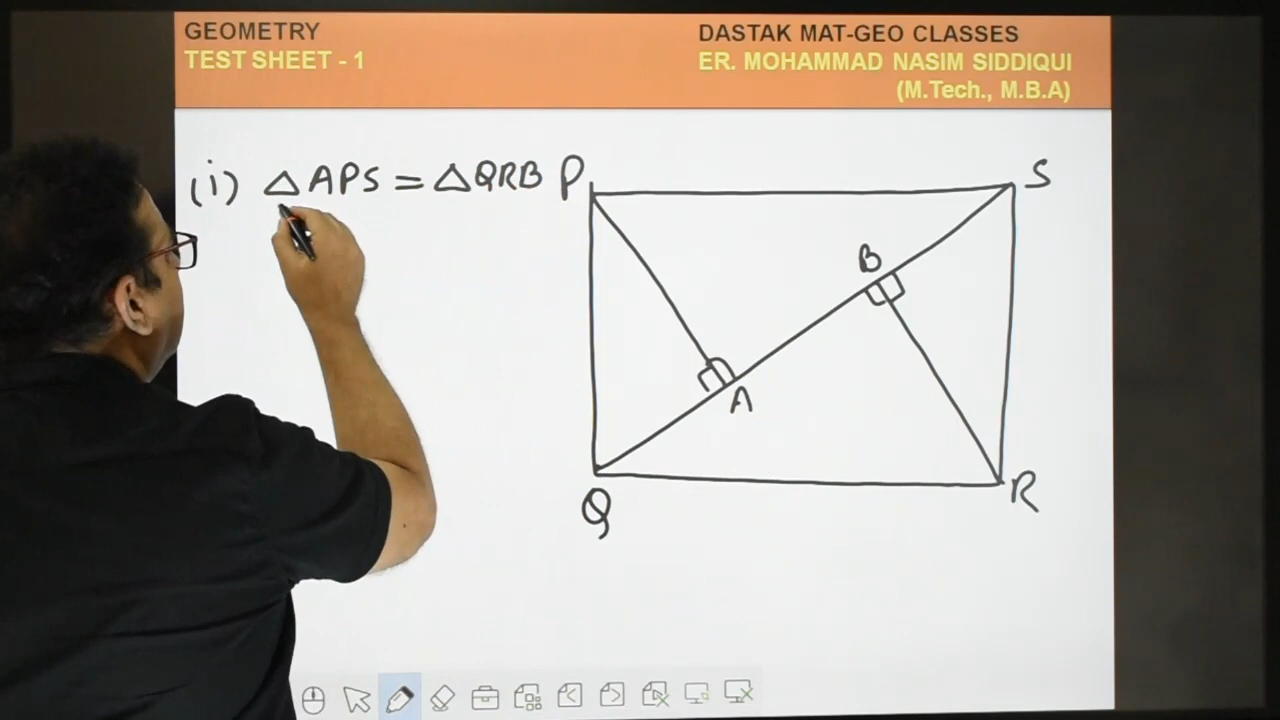 GEOMETRY
TEST SHEET - 1
DASTAK MAT-GEO CLASSES
ER. MOHAMMAD NASIM SIDDIQUI
(M.Tech., M.B.A)
(i) △APS = △QRB
P
S
B
A
Q
R